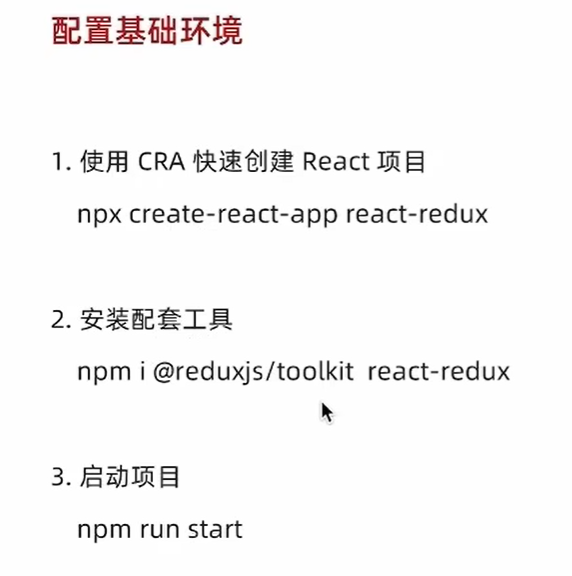 配置基础环境
1. 使用 CRA 快速创建 React 项目
npx create-react-app react-redux
2. 安装配套工具
npm i @reduxjs/toolkit  react-redux
3. 启动项目
npm run start